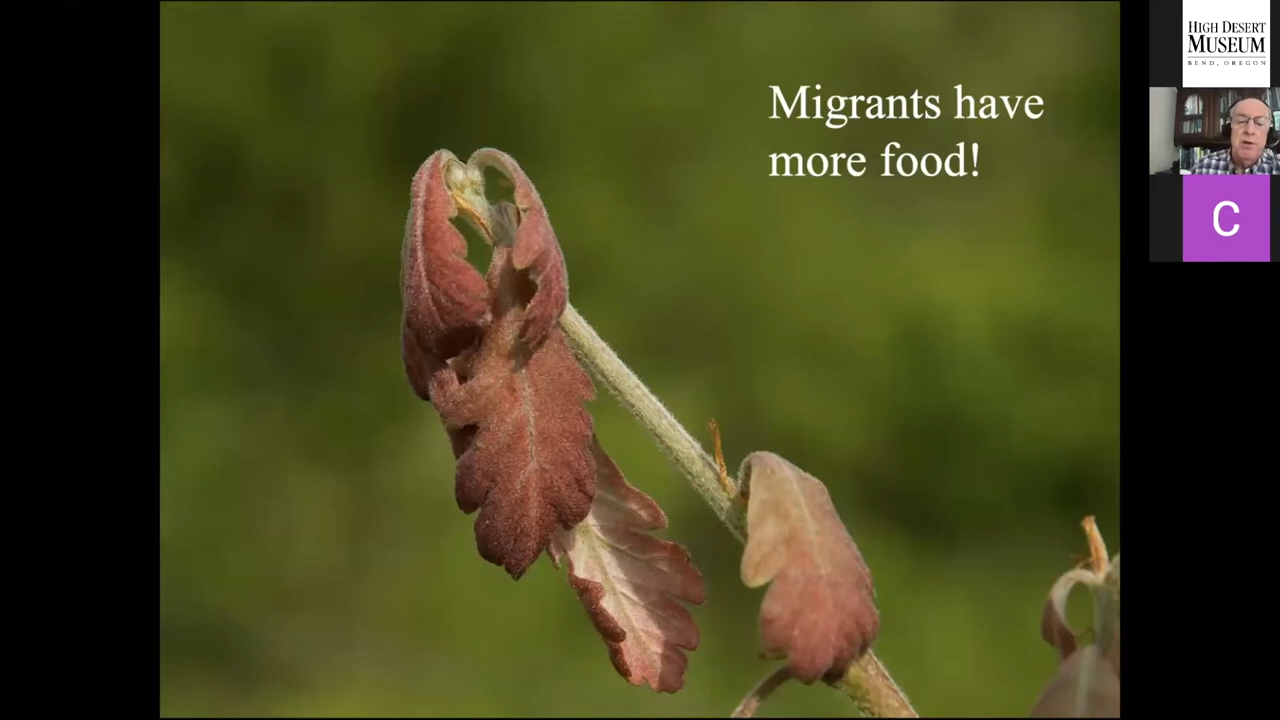 Migrants have
more food!
HIGH DESERT
MUSEUM
BEND, OREGON
C